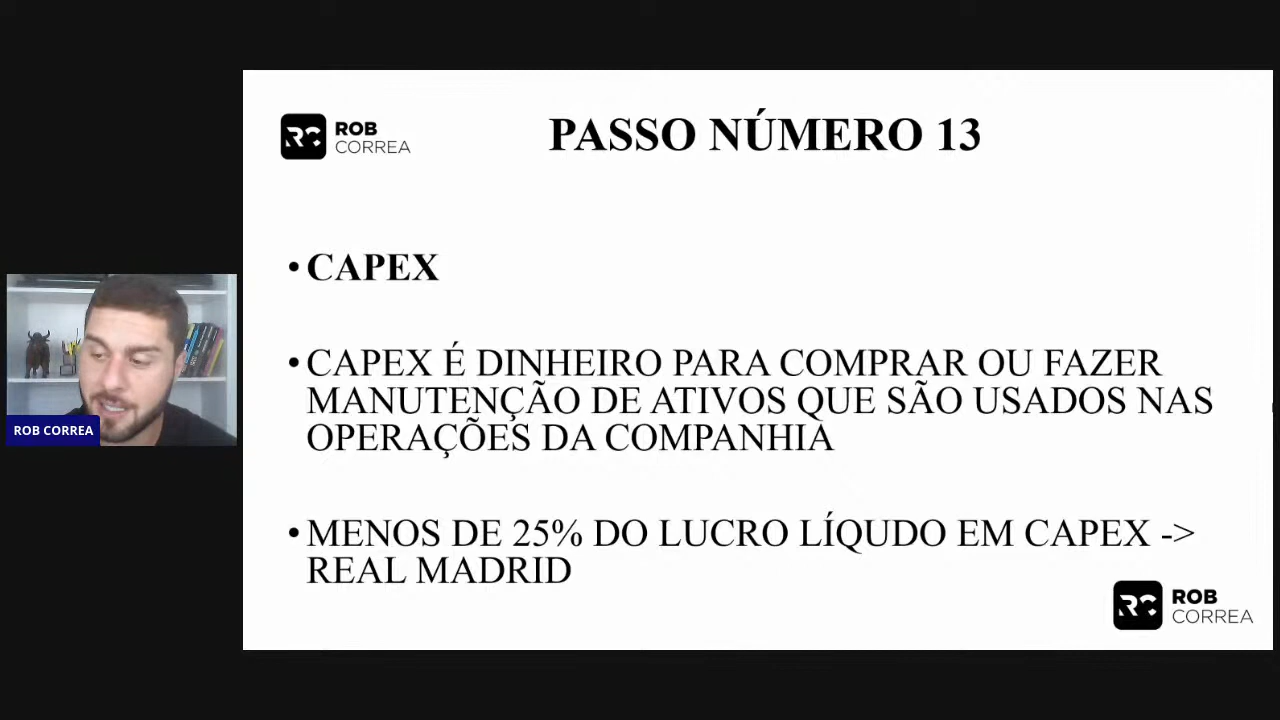 ROB
CORREA
PASSO NÚMERO 13
• CAPEX
• CAPEX É DINHEIRO PARA COMPRAR OU FAZER
MANUTENÇÃO DE ATIVOS QUE SÃO USADOS NAS
OPERAÇÕES DA COMPANHIA
• MENOS DE 25% DO LUCRO LÍQUDO EM CAPEX ->
REAL MADRID
ROB CORREA
ROB
CORREA